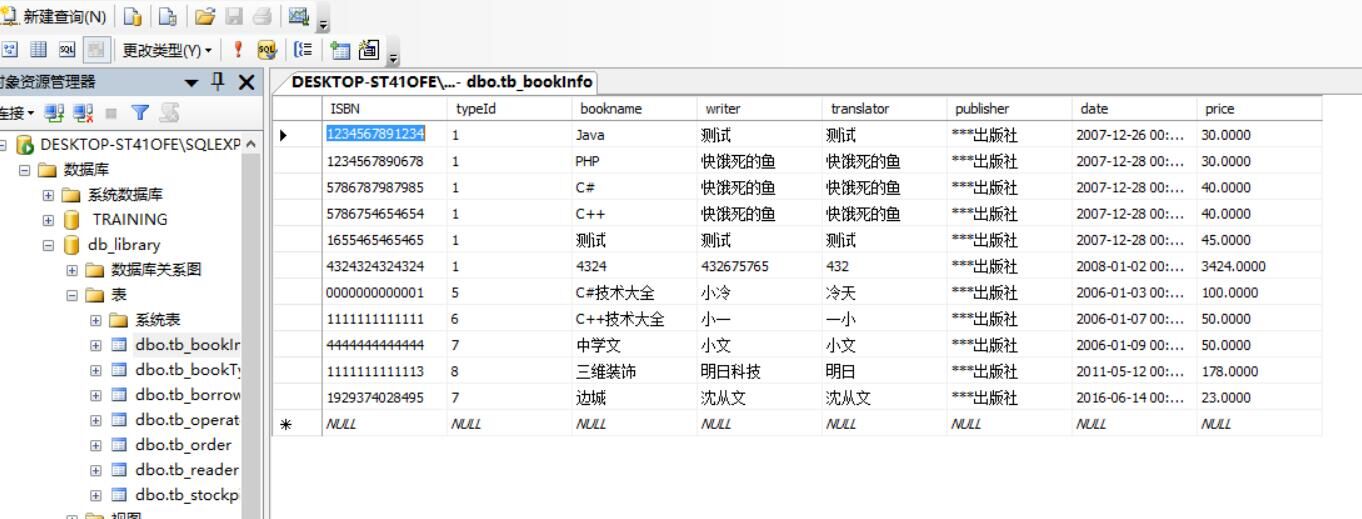 新建查询(N)
更改类型(Y)
对象资源管理器
连接
DESKTOP-ST41OFE\SQLEXP
数据库
系统数据库
TRAINING
db_library
数据库关系图
表
系统表
dbo.tb_bookIn
dbo.tb_bookTy
dbo.tb_borrow
dbo.tb_operat
dbo.tb_order
dbo.tb_reader
dbo.tb_stockpi
视图
DESKTOP-ST41OFE\...- dbo.tb_bookInfo
ISBN typeId bookname writer translator publisher date price
1234567891234 1 Java 测试 测试 ***出版社 2007-12-26 00:... 30.0000
1234567890678 1 PHP 快饿死的鱼 快饿死的鱼 ***出版社 2007-12-28 00:... 30.0000
5786787987985 1 C# 快饿死的鱼 快饿死的鱼 ***出版社 2007-12-28 00:... 40.0000
5786754654654 1 C++ 快饿死的鱼 快饿死的鱼 ***出版社 2007-12-28 00:... 40.0000
1655465465465 1 测试 测试 测试 ***出版社 2007-12-28 00:... 45.0000
4324324324324 1 4324 432675765 432 ***出版社 2008-01-02 00:... 3424.0000
0000000000001 5 C#技术大全 小冷 冷天 ***出版社 2006-01-03 00:... 100.0000
1111111111111 6 C++技术大全 小一 一小 ***出版社 2006-01-07 00:... 50.0000
4444444444444 7 中学文 小文 小文 ***出版社 2006-01-09 00:... 50.0000
1111111111113 8 三维装饰 明日科技 明日 ***出版社 2011-05-12 00:... 178.0000
1929374028495 7 边城 沈从文 沈从文 ***出版社 2016-06-14 00:... 23.0000
NULL NULL NULL NULL NULL NULL NULL NULL